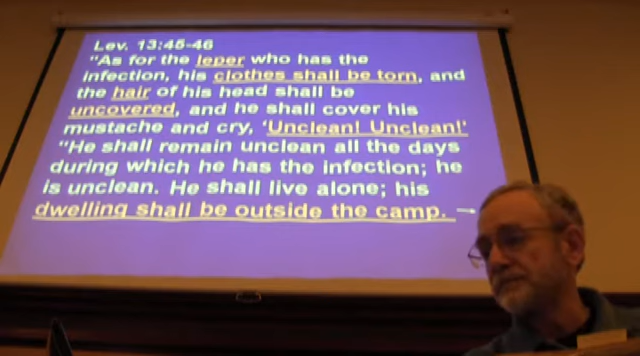 Lev. 13:45-46
"As for the leper who has the
infection, his clothes shall be torn, and
the hair of his head shall be
uncovered, and he shall cover his
mustache and cry, 'Unclean! Unclean!'
"He shall remain unclean all the days
during which he has the infection; he
is unclean. He shall live alone; his
dwelling shall be outside the camp. →